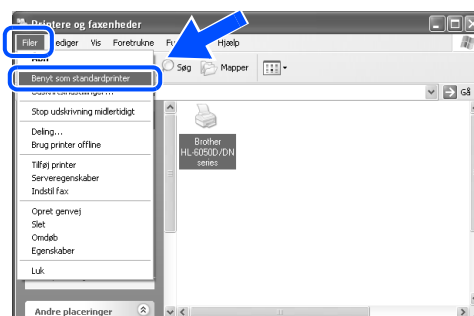 Printere og faxenheder
Filer Rediger Vis Foretrukne Hjælp
Søg Mapper
Benyt som standardprinter
Gå
Stop udskrivning midlertidigt
Deling...
Brug printer offline
Tilføj printer
Serveregenskaber
Indstil fax
Opret genvej
Slet
Omdøb
Egenskaber
Luk
Brother
HL-6050D/DN
series
Andre placeringer